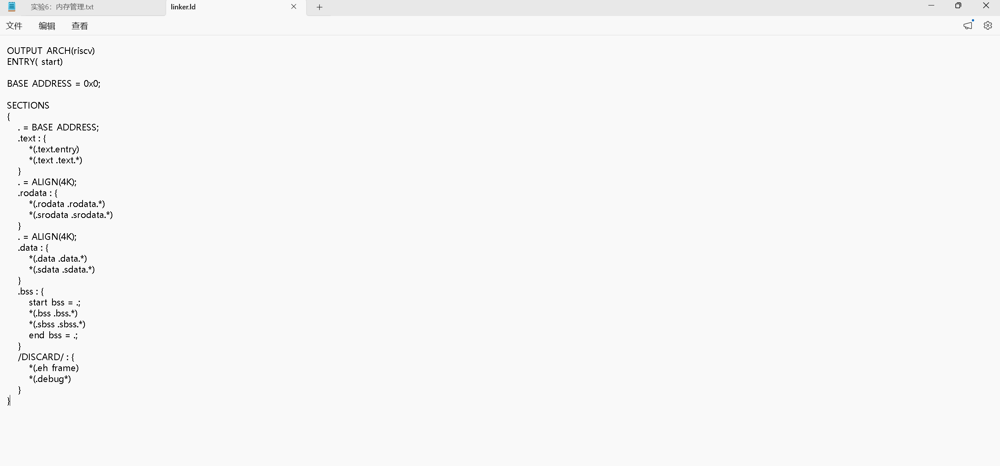 实验6：内存管理.txt
linker.ld
文件 编辑 查看
OUTPUT ARCH(riscv)
ENTRY( start)
BASE ADDRESS = 0x0;
SECTIONS
{
. = BASE ADDRESS;
.text : {
*(.text.entry)
*(.text .text.*)
}
. = ALIGN(4K);
.rodata : {
*(.rodata .rodata.*)
*(.srodata .srodata.*)
}
. = ALIGN(4K);
.data : {
*(.data .data.*)
*(.sdata .sdata.*)
}
.bss : {
start bss = .;
*(.bss .bss.*)
*(.sbss .sbss.*)
end bss = .;
}
/DISCARD/ : {
*(.eh frame)
*(.debug*)
}
}